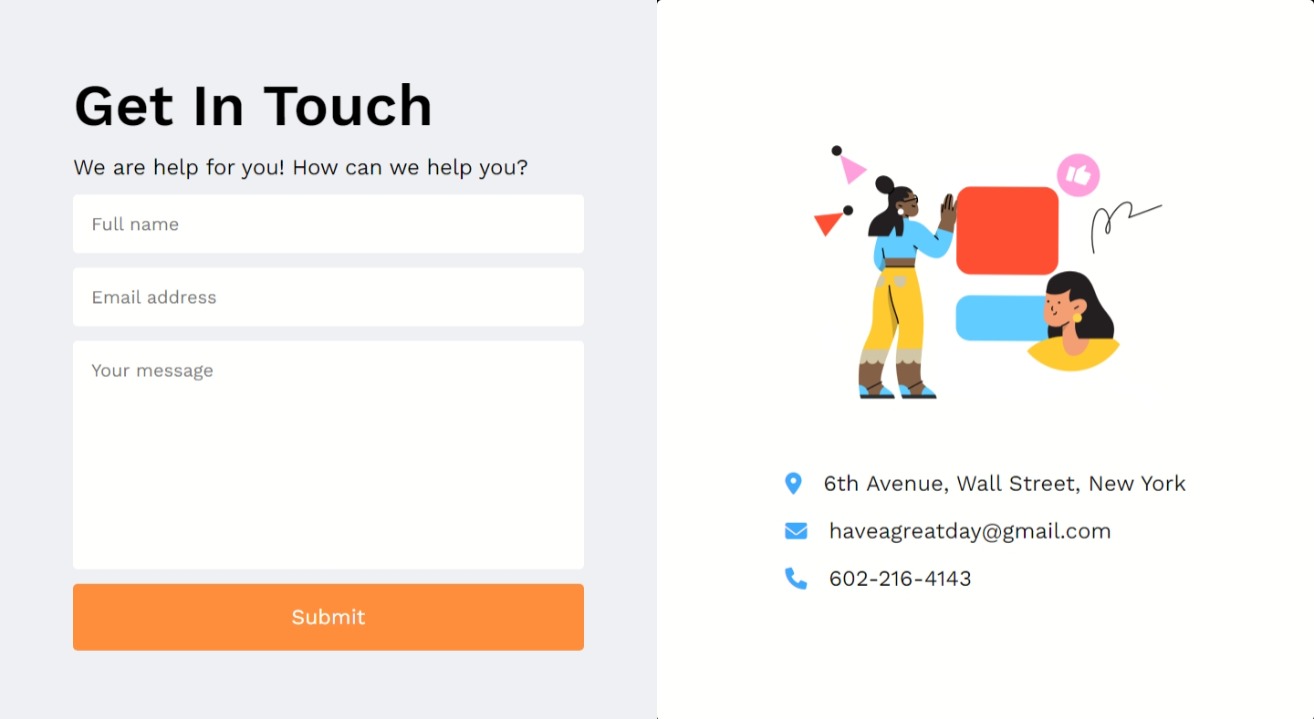 Get In Touch
We are help for you! How can we help you?
Full name
Email address
Your message
Submit
6th Avenue, Wall Street, New York
haveagreatday@gmail.com
602-216-4143